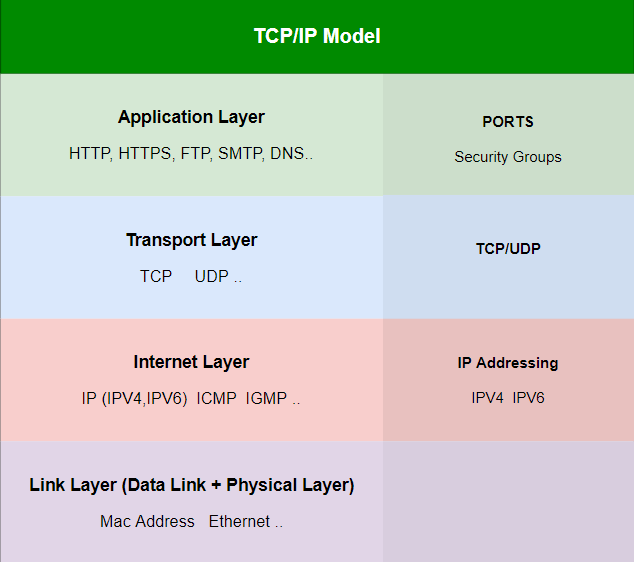 TCP/IP Model
Application Layer
HTTP, HTTPS, FTP, SMTP, DNS..
PORTS
Security Groups
Transport Layer
TCP UDP ..
TCP/UDP
Internet Layer
IP (IPV4,IPV6) ICMP IGMP ..
IP Addressing
IPV4 IPV6
Link Layer (Data Link + Physical Layer)
Mac Address Ethernet ..